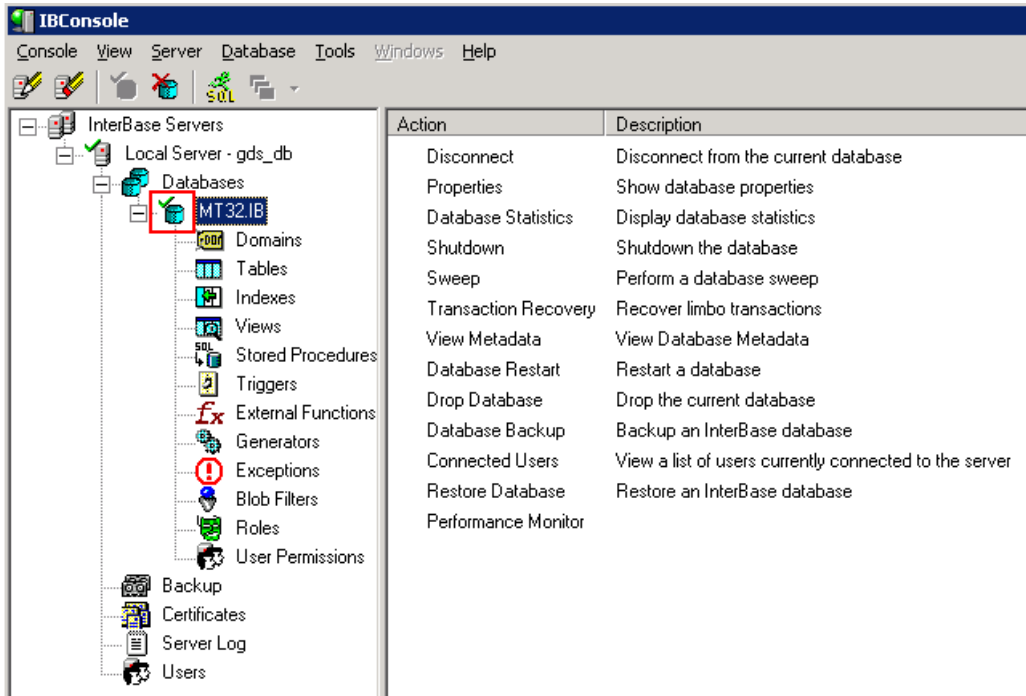 IBConsole
Console View Server Database Tools Windows Help
SQL
InterBase Servers
Local Server - gds_db
Databases
MT32.IB
Domains
Tables
Indexes
Views
SQL
Stored Procedures
Triggers
fx
External Functions
Generators
Exceptions
Blob Filters
Roles
User Permissions
Backup
Certificates
Server Log
Users
Action Description
Disconnect Disconnect from the current database
Properties Show database properties
Database Statistics Display database statistics
Shutdown Shutdown the database
Sweep Perform a database sweep
Transaction Recovery Recover limbo transactions
View Metadata View Database Metadata
Database Restart Restart a database
Drop Database Drop the current database
Database Backup Backup an InterBase database
Connected Users View a list of users currently connected to the server
Restore Database Restore an InterBase database
Performance Monitor